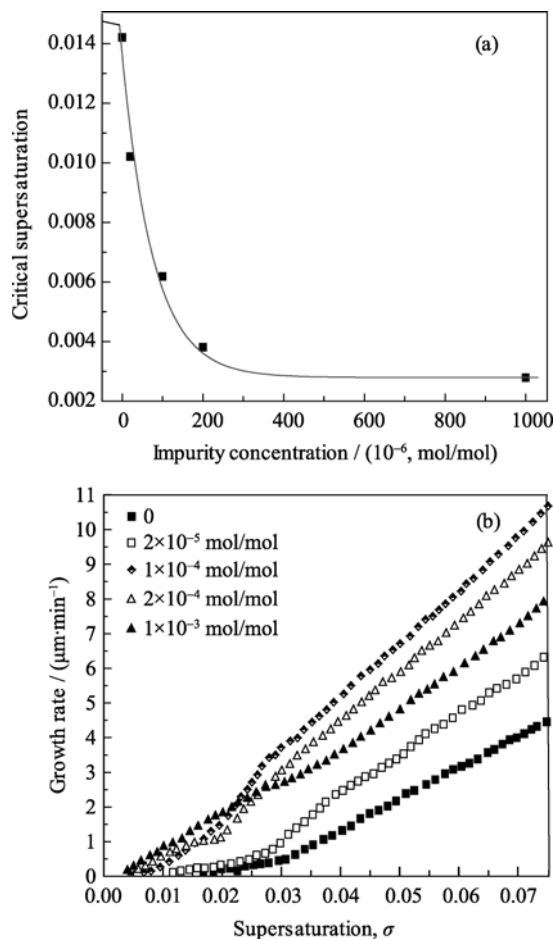 (a)
0.014
0.012
0.010
0.008
0.006
0.004
0.002
Critical supersaturation
0 200 400 600 800 1000
Impurity concentration / (10⁻⁶, mol/mol)
(b)
11
10
9
8
7
6
5
4
3
2
1
0
Growth rate / (μm·min⁻¹)
0
2×10⁻⁵ mol/mol
1×10⁻⁴ mol/mol
2×10⁻⁴ mol/mol
1×10⁻³ mol/mol
0.00 0.01 0.02 0.03 0.04 0.05 0.06 0.07
Supersaturation, σ